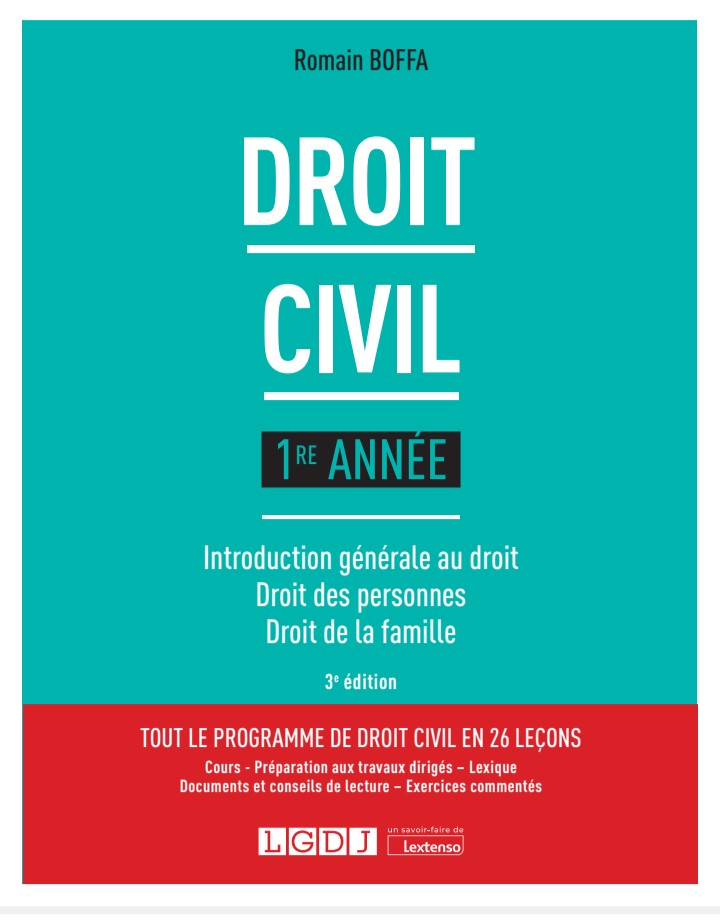 Romain BOFFA
DROIT
CIVIL
1RE ANNÉE
Introduction générale au droit
Droit des personnes
Droit de la famille
3e édition
TOUT LE PROGRAMME DE DROIT CIVIL EN 26 LEÇONS
Cours - Préparation aux travaux dirigés – Lexique
Documents et conseils de lecture – Exercices commentés
LGDJ
un savoir-faire de
Lextenso